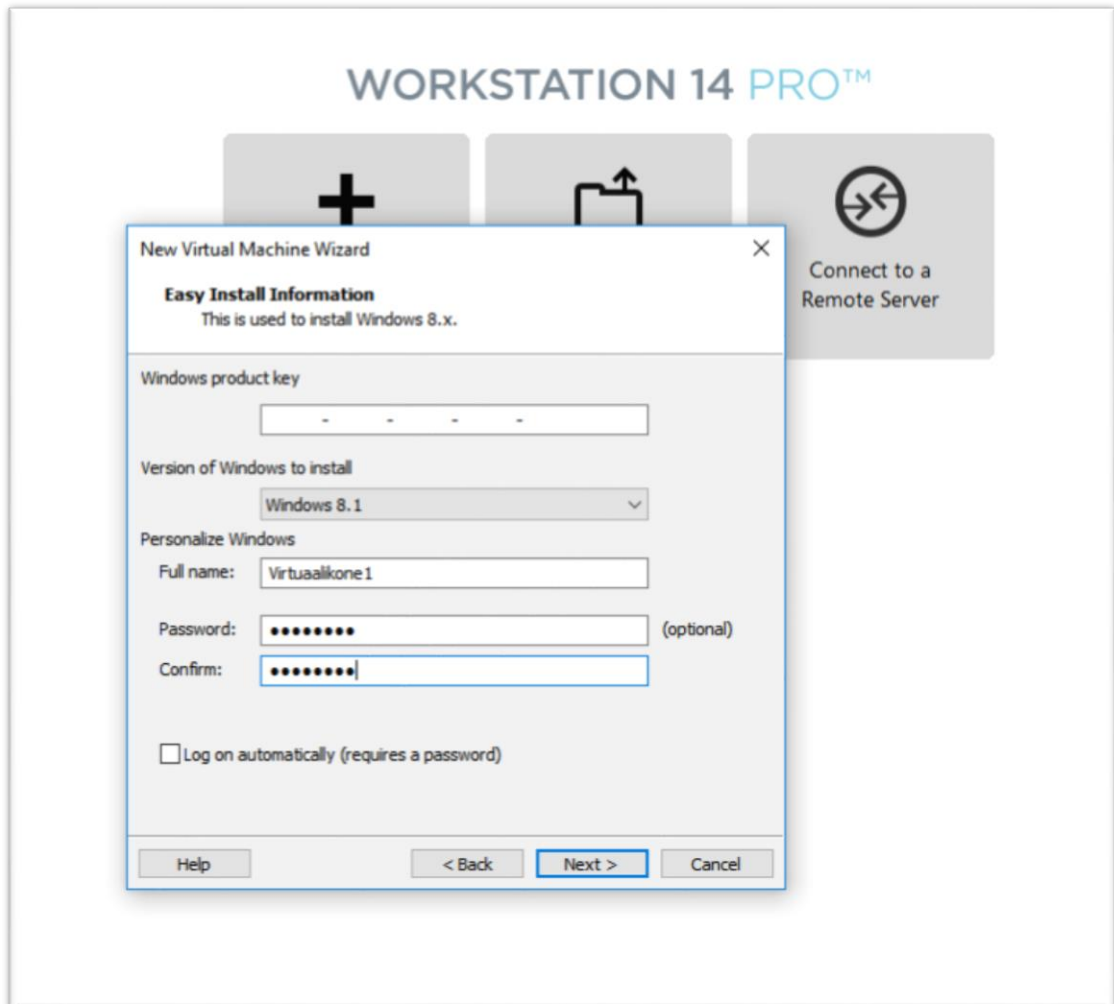 WORKSTATION 14 PRO™
Connect to a
Remote Server
New Virtual Machine Wizard
Easy Install Information
This is used to install Windows 8.x.
Windows product key
- - - -
Version of Windows to install
Windows 8.1
Personalize Windows
Full name: Virtuaalikone1
Password: ●●●●●●●● (optional)
Confirm: ●●●●●●●●
Log on automatically (requires a password)
Help < Back Next > Cancel